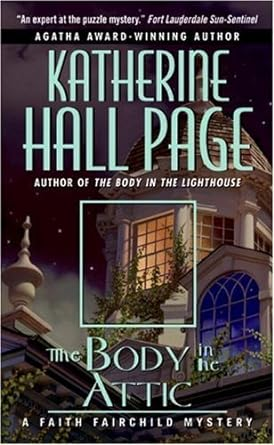 "An expert at the puzzle mystery." Fort Lauderdale Sun-Sentinel
AGATHA AWARD-WINNING AUTHOR
KATHERINE
HALL PAGE
AUTHOR OF THE BODY IN THE LIGHTHOUSE
The BODY in the
ATTIC
A FAITH FAIRCHILD MYSTERY